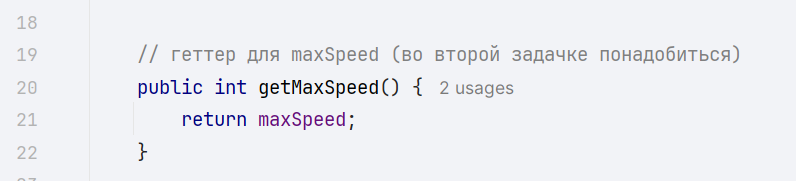 18
19 // геттер для maxSpeed (во второй задачке понадобиться)
20 public int getMaxSpeed() { 2 usages
21 return maxSpeed;
22 }